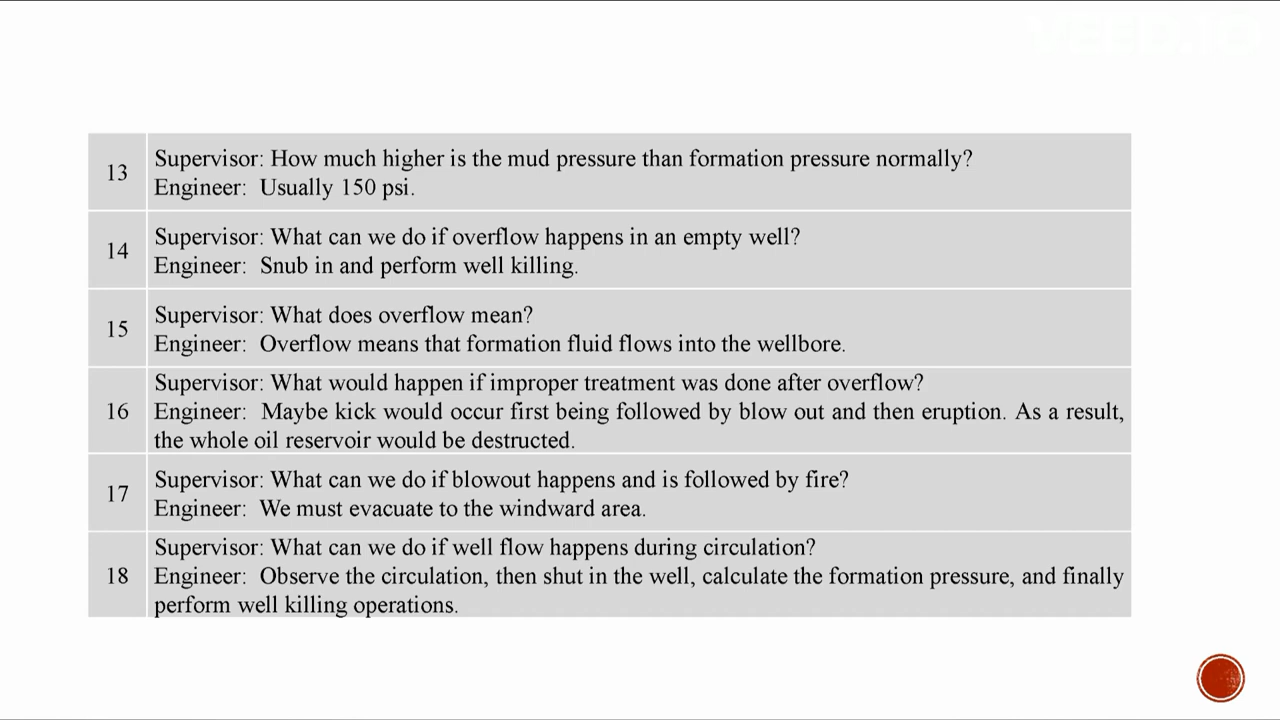 VEED.IO
13
Supervisor: How much higher is the mud pressure than formation pressure normally?
Engineer: Usually 150 psi.
14
Supervisor: What can we do if overflow happens in an empty well?
Engineer: Snub in and perform well killing.
15
Supervisor: What does overflow mean?
Engineer: Overflow means that formation fluid flows into the wellbore.
16
Supervisor: What would happen if improper treatment was done after overflow?
Engineer: Maybe kick would occur first being followed by blow out and then eruption. As a result,
the whole oil reservoir would be destructed.
17
Supervisor: What can we do if blowout happens and is followed by fire?
Engineer: We must evacuate to the windward area.
18
Supervisor: What can we do if well flow happens during circulation?
Engineer: Observe the circulation, then shut in the well, calculate the formation pressure, and finally
perform well killing operations.